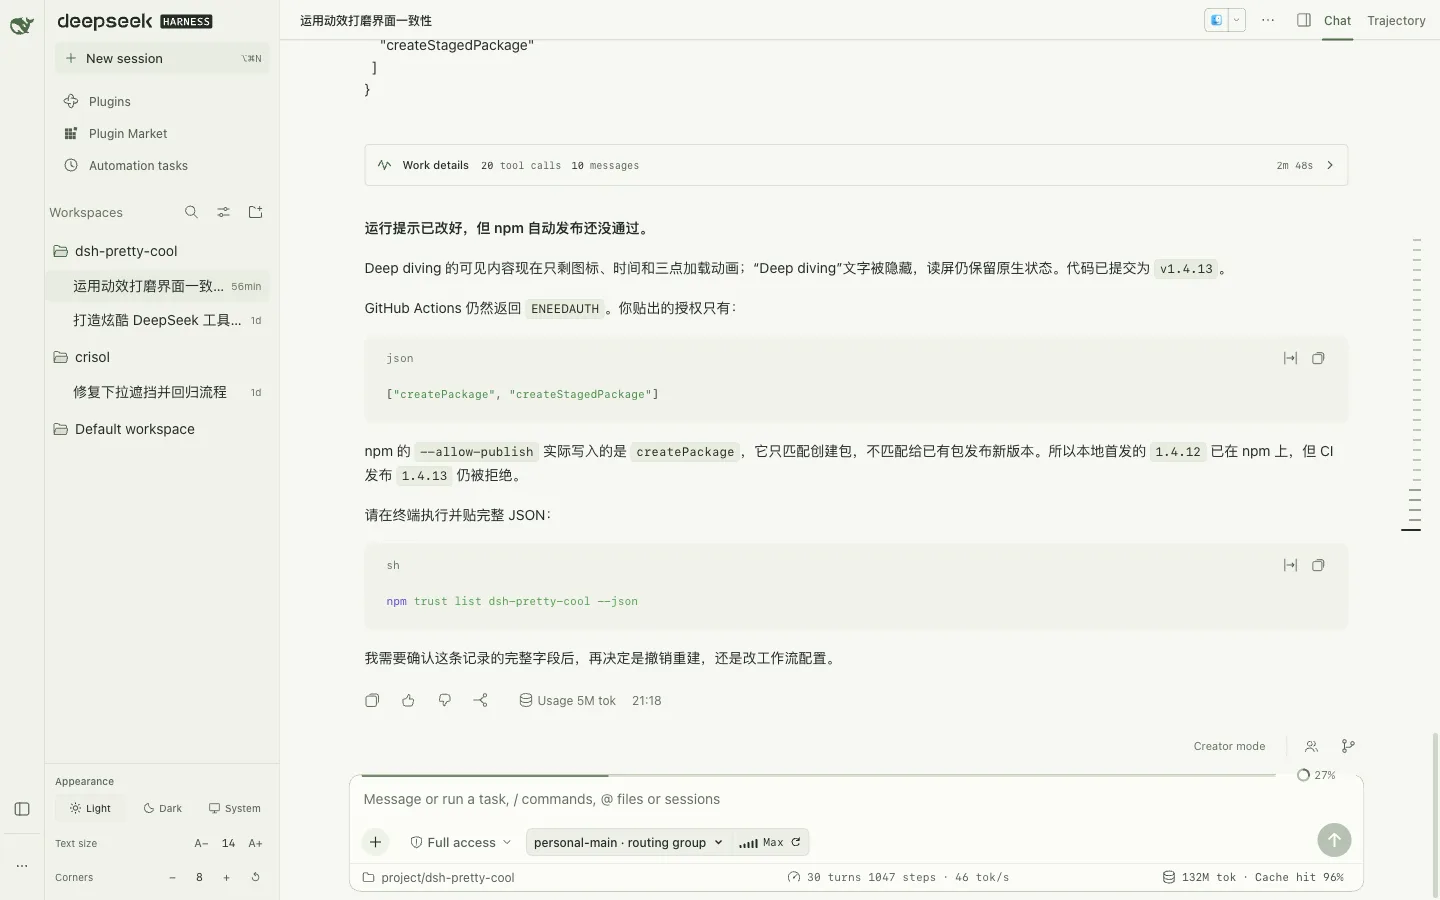 deepseek HARNESS
运用动效打磨界面一致性
Chat
Trajectory
New session
⌥⌘N
Plugins
Plugin Market
Automation tasks
Workspaces
dsh-pretty-cool
运用动效打磨界面一致...
56min
打造炫酷 DeepSeek 工具...
1d
crisol
修复下拉遮挡并回归流程
1d
Default workspace
Appearance
Light
Dark
System
Text size
A−
14
A+
Corners
−
8
+
"createStagedPackage"
]
}
Work details 20 tool calls 10 messages
2m 48s
运行提示已改好，但 npm 自动发布还没通过。
Deep diving 的可见内容现在只剩图标、时间和三点加载动画；“Deep diving”文字被隐藏，读屏仍保留原生状态。代码已提交为 v1.4.13 。
GitHub Actions 仍然返回 ENEEDAUTH 。你贴出的授权只有：
json
["createPackage", "createStagedPackage"]
npm 的 --allow-publish 实际写入的是 createPackage ，它只匹配创建包，不匹配给已有包发布新版本。所以本地首发的 1.4.12 已在 npm 上，但 CI
发布 1.4.13 仍被拒绝。
请在终端执行并贴完整 JSON：
sh
npm trust list dsh-pretty-cool --json
我需要确认这条记录的完整字段后，再决定是撤销重建，还是改工作流配置。
Usage 5M tok
21:18
Creator mode
27%
Message or run a task, / commands, @ files or sessions
Full access
personal-main · routing group
Max
project/dsh-pretty-cool
30 turns 1047 steps · 46 tok/s
132M tok · Cache hit 96%